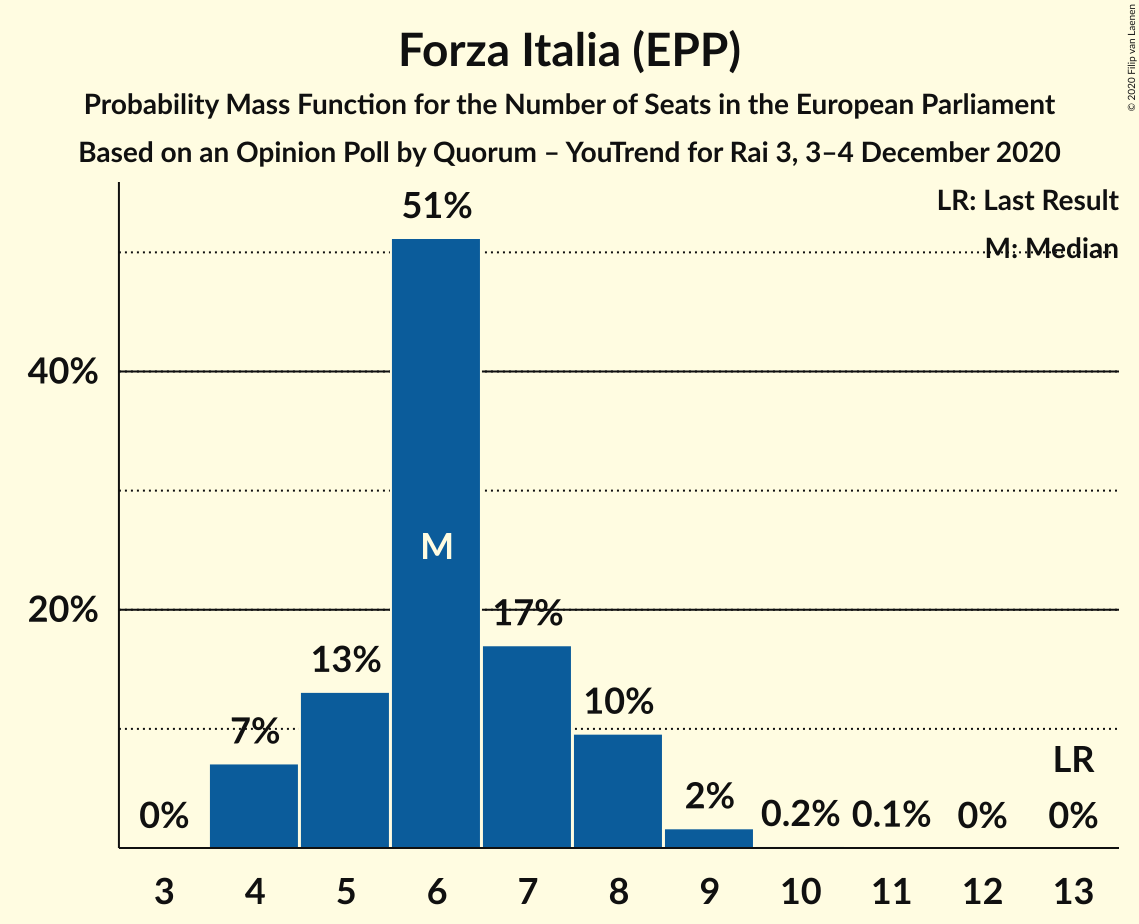 Forza Italia (EPP)
Probability Mass Function for the Number of Seats in the European Parliament
Based on an Opinion Poll by Quorum – YouTrend for Rai 3, 3–4 December 2020
© 2020 Filip van Laenen
LR: Last Result
M: Median
51%
40%
M
20%
17%
13%
10%
7%
LR
2%
0%
0.2%
0.1%
0%
0%
3 4 5 6 7 8 9 10 11 12 13